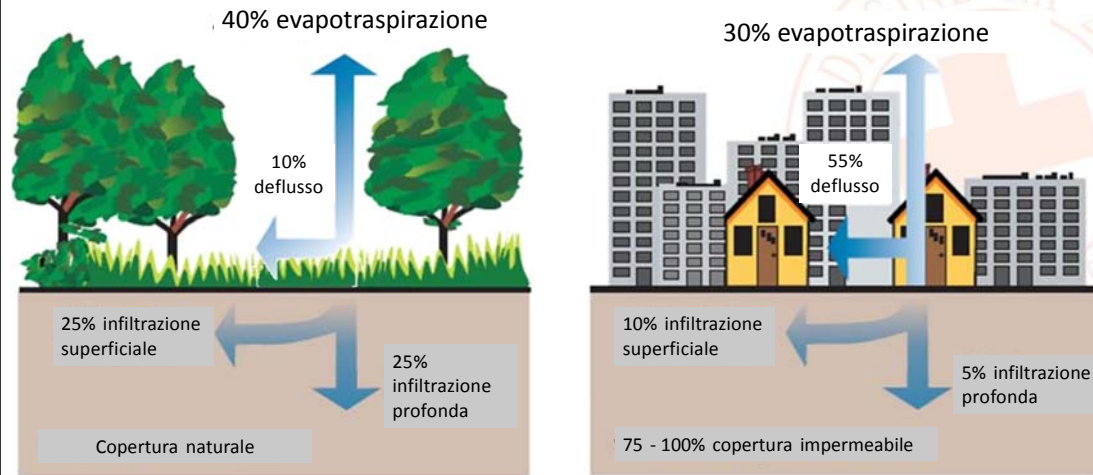 40% evapotraspirazione
10%
deflusso
25% infiltrazione
superficiale
25%
infiltrazione
profonda
Copertura naturale
30% evapotraspirazione
55%
deflusso
10% infiltrazione
superficiale
5% infiltrazione
profonda
75 - 100% copertura impermeabile